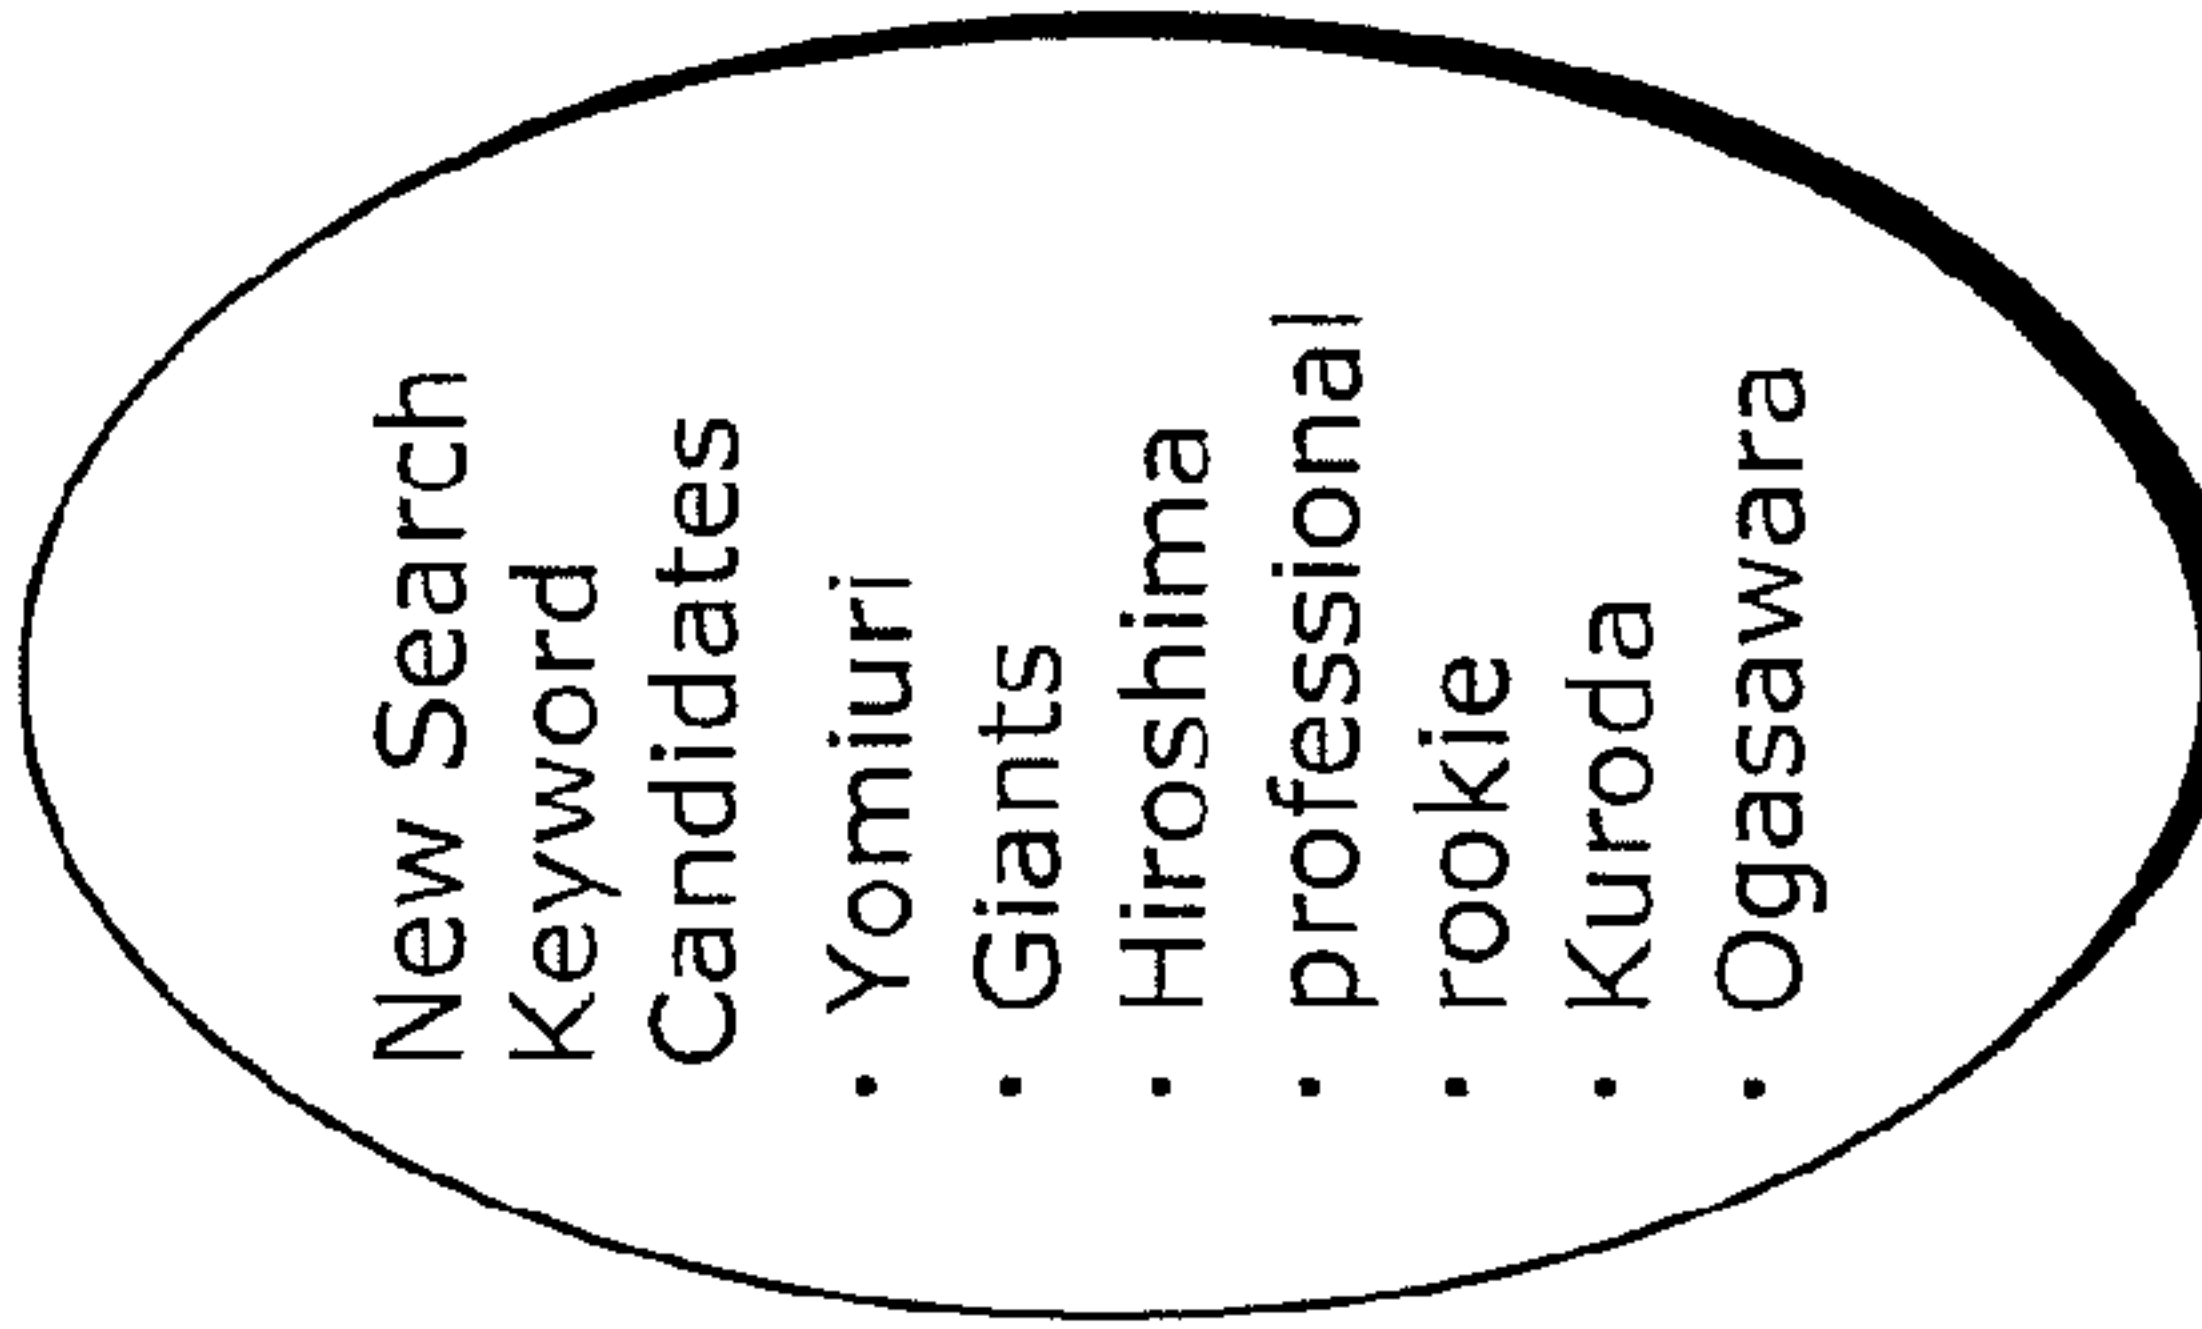 New Search
Keyword
Candidates
• Yomiuri
• Giants
• Hiroshima
• professional
• rookie
• Kuroda
• Ogasawara